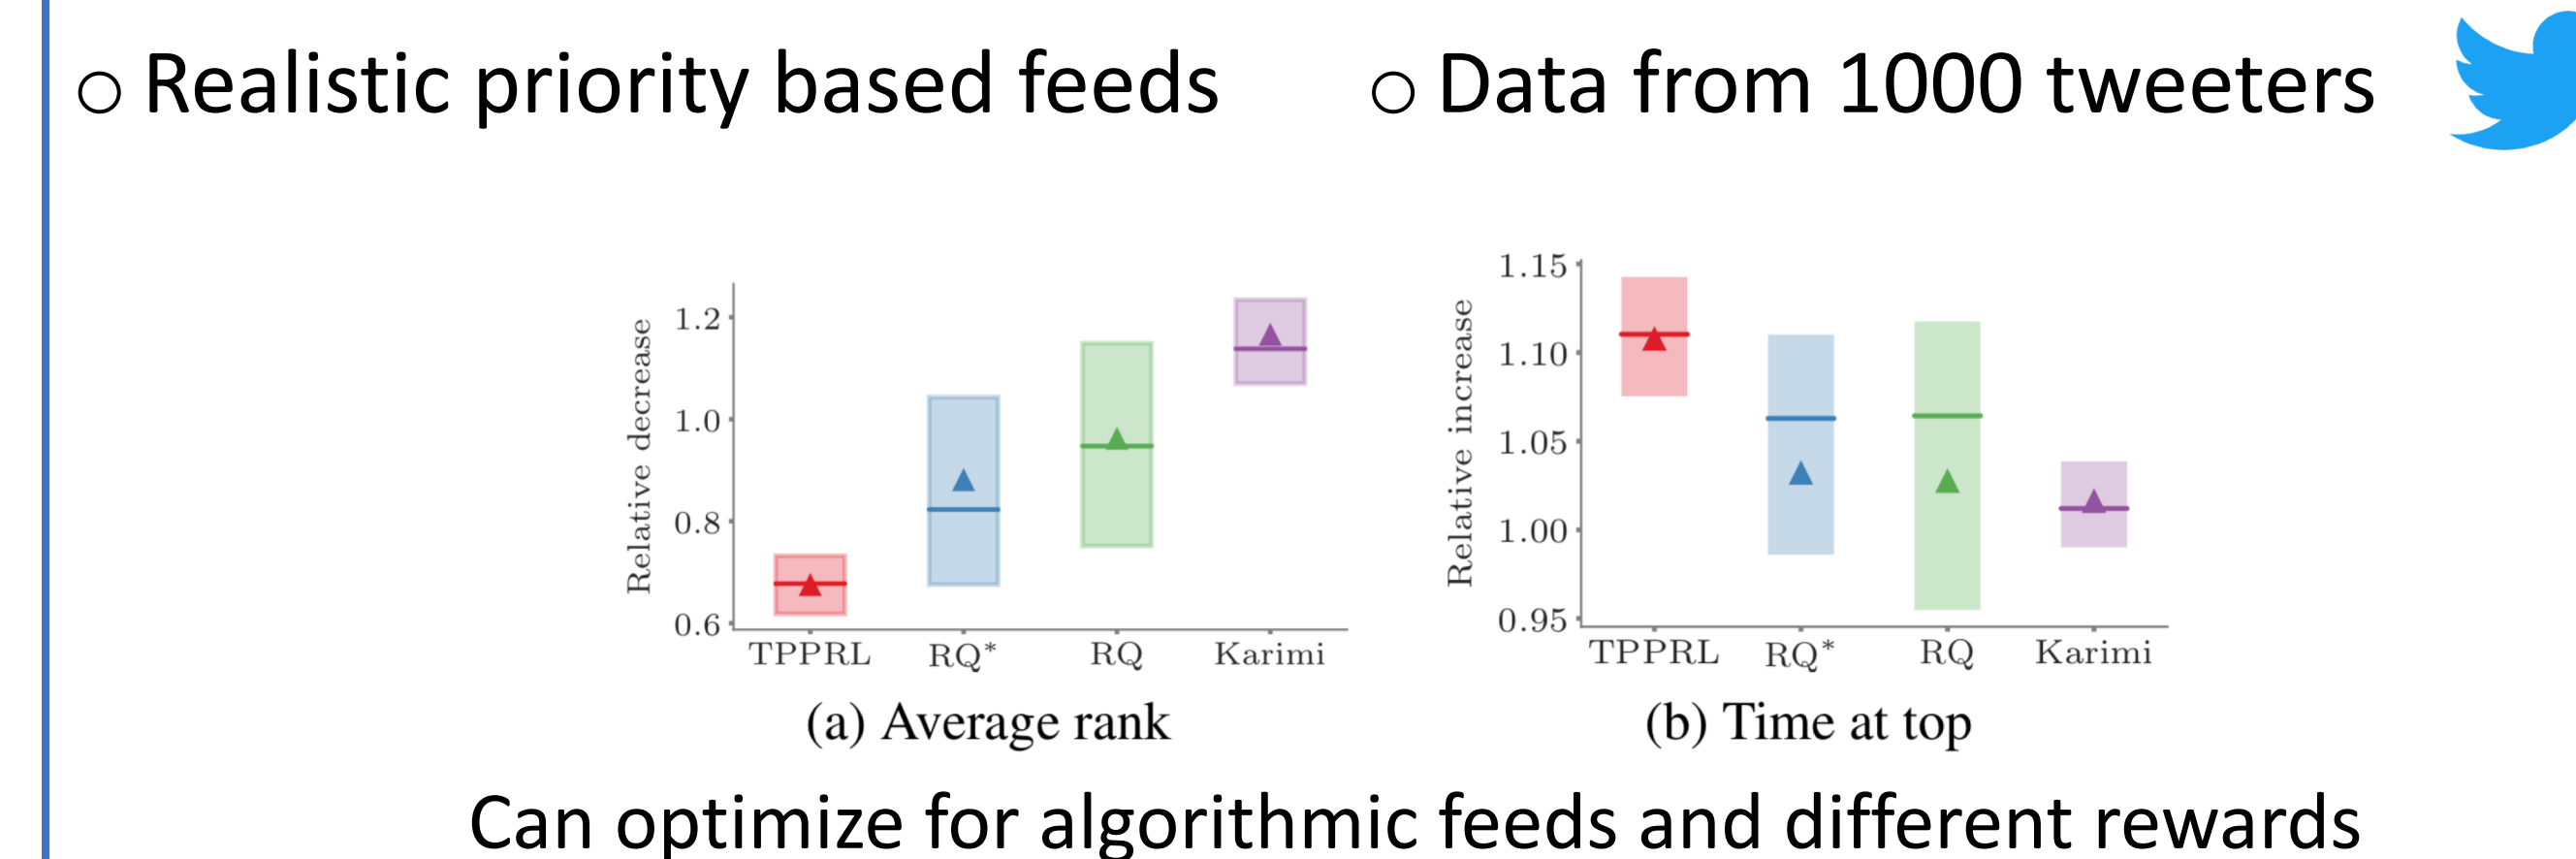 ○ Realistic priority based feeds
○ Data from 1000 tweeters
Relative decrease
1.2
1.0
0.8
0.6
TPPRL RQ* RQ Karimi
(a) Average rank
Relative increase
1.15
1.10
1.05
1.00
0.95
TPPRL RQ* RQ Karimi
(b) Time at top
Can optimize for algorithmic feeds and different rewards